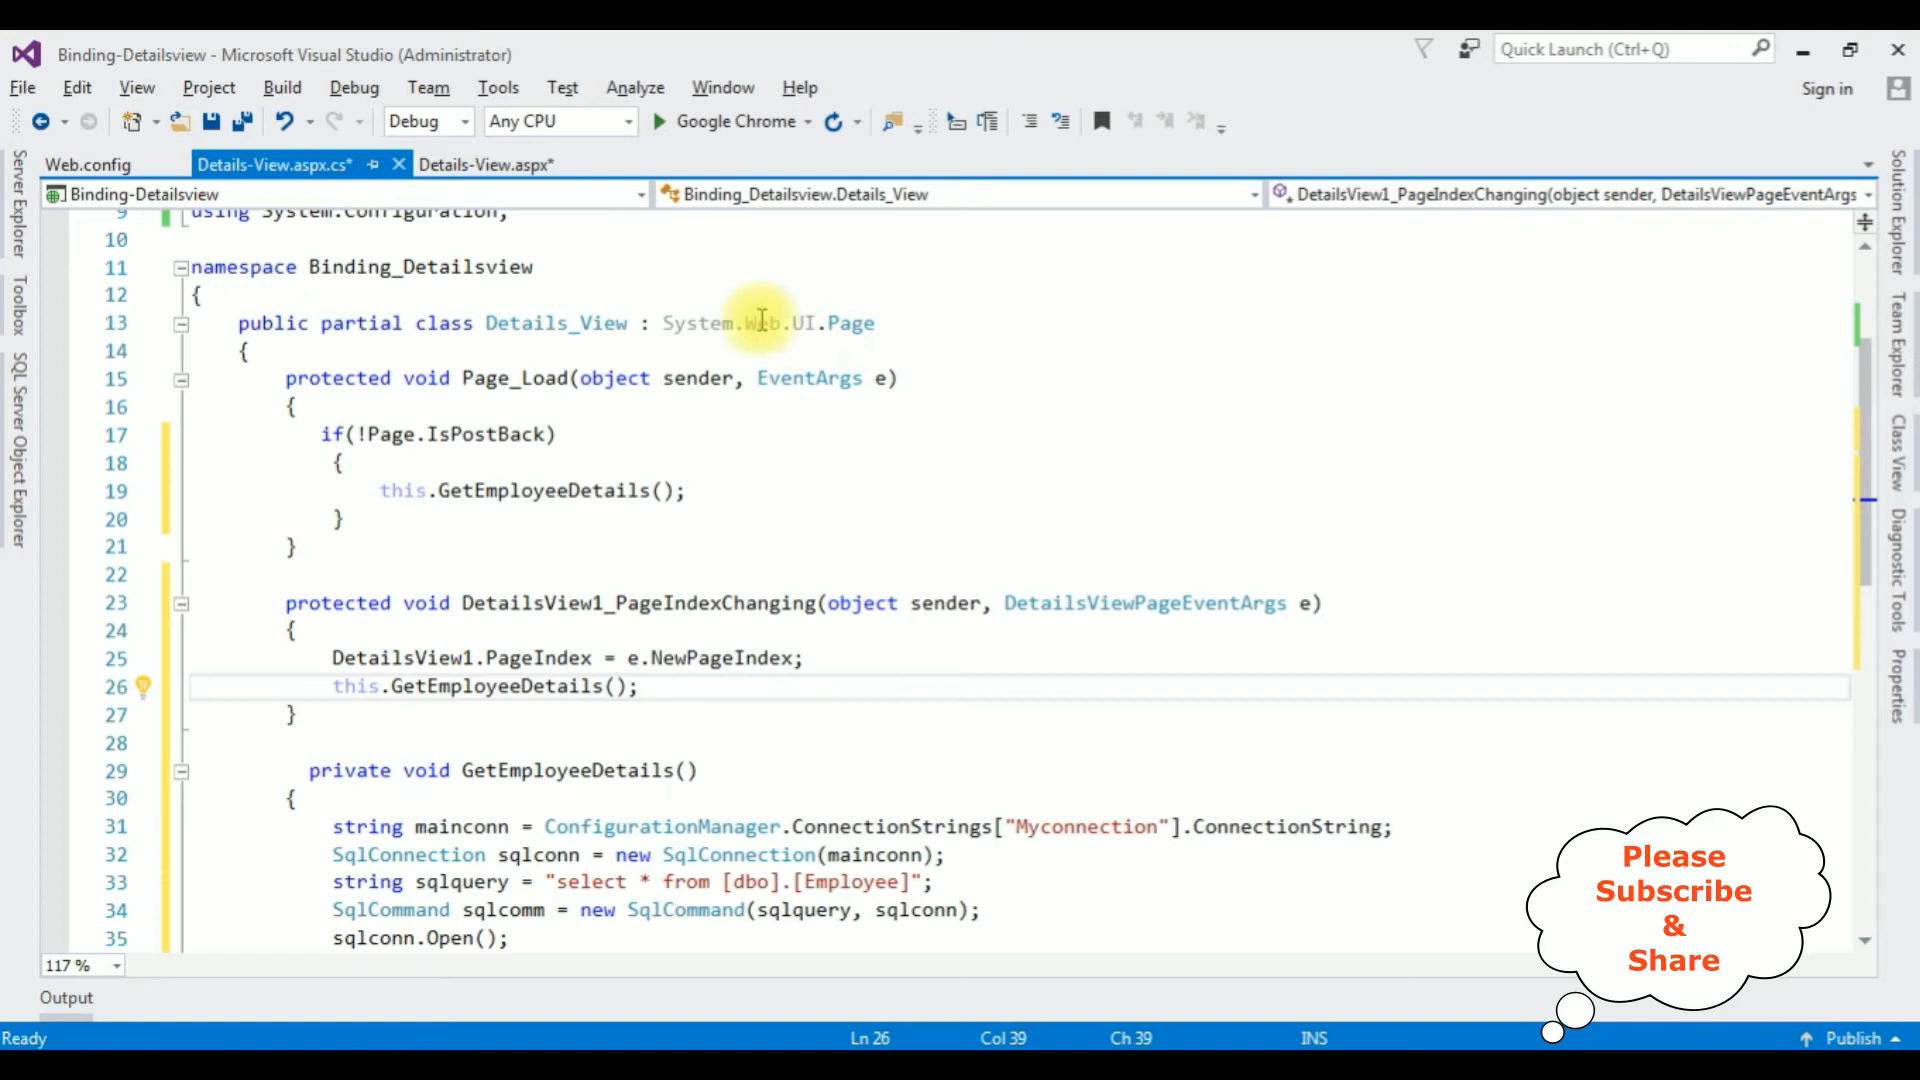 Binding-Detailsview - Microsoft Visual Studio (Administrator)
Quick Launch (Ctrl+Q)
File Edit View Project Build Debug Team Tools Test Analyze Window Help
Sign in
Debug Any CPU Google Chrome
Web.config Details-View.aspx.cs* Details-View.aspx*
Binding-Detailsview Binding_Detailsview.Details_View DetailsView1_PageIndexChanging(object sender, DetailsViewPageEventArgs
Server Explorer
Toolbox
SQL Server Object Explorer
9 using System.Configuration;
10
11 namespace Binding_Detailsview
12 {
13 public partial class Details_View : System.Web.UI.Page
14 {
15 protected void Page_Load(object sender, EventArgs e)
16 {
17 if(!Page.IsPostBack)
18 {
19 this.GetEmployeeDetails();
20 }
21 }
22
23 protected void DetailsView1_PageIndexChanging(object sender, DetailsViewPageEventArgs e)
24 {
25 DetailsView1.PageIndex = e.NewPageIndex;
26 this.GetEmployeeDetails();
27 }
28
29 private void GetEmployeeDetails()
30 {
31 string mainconn = ConfigurationManager.ConnectionStrings["Myconnection"].ConnectionString;
32 SqlConnection sqlconn = new SqlConnection(mainconn);
33 string sqlquery = "select * from [dbo].[Employee]";
34 SqlCommand sqlcomm = new SqlCommand(sqlquery, sqlconn);
35 sqlconn.Open();
Solution Explorer
Team Explorer
Class View
Diagnostic Tools
Properties
Please
Subscribe
&
Share
117 %
Output
Ready Ln 26 Col 39 Ch 39 INS Publish